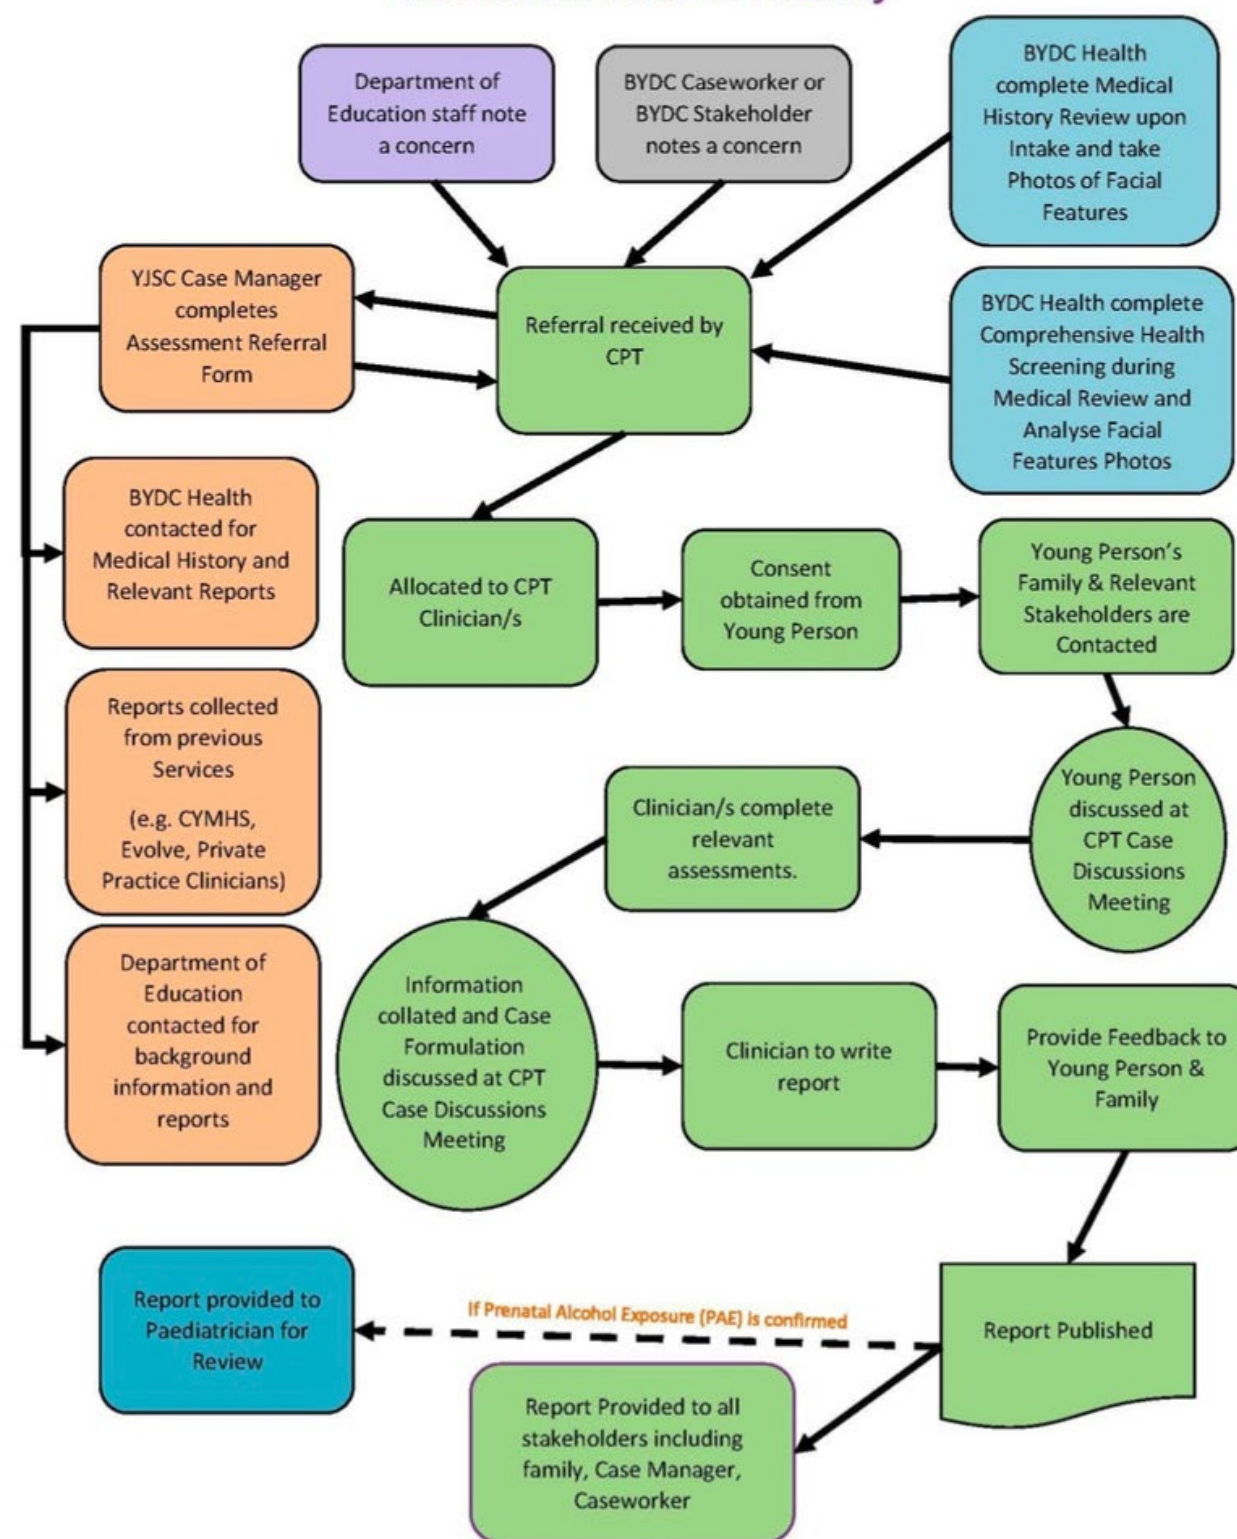 Department of
Education staff note
a concern
BYDC Caseworker or
BYDC Stakeholder
notes a concern
BYDC Health
complete Medical
History Review upon
Intake and take
Photos of Facial
Features
YJSC Case Manager
completes
Assessment Referral
Form
Referral received by
CPT
BYDC Health complete
Comprehensive Health
Screening during
Medical Review and
Analyse Facial
Features Photos
BYDC Health
contacted for
Medical History and
Relevant Reports
Allocated to CPT
Clinician/s
Consent
obtained from
Young Person
Young Person's
Family & Relevant
Stakeholders are
Contacted
Reports collected
from previous
Services
(e.g. CYMHS,
Evolve, Private
Practice Clinicians)
Clinician/s complete
relevant
assessments.
Young Person
discussed at
CPT Case
Discussions
Meeting
Department of
Education
contacted for
background
information and
reports
Information
collated and Case
Formulation
discussed at CPT
Case Discussions
Meeting
Clinician to write
report
Provide Feedback to
Young Person &
Family
Report provided to
Paediatrician for
Review
If Prenatal Alcohol Exposure (PAE) is confirmed
Report Published
Report Provided to all
stakeholders including
family, Case Manager,
Caseworker